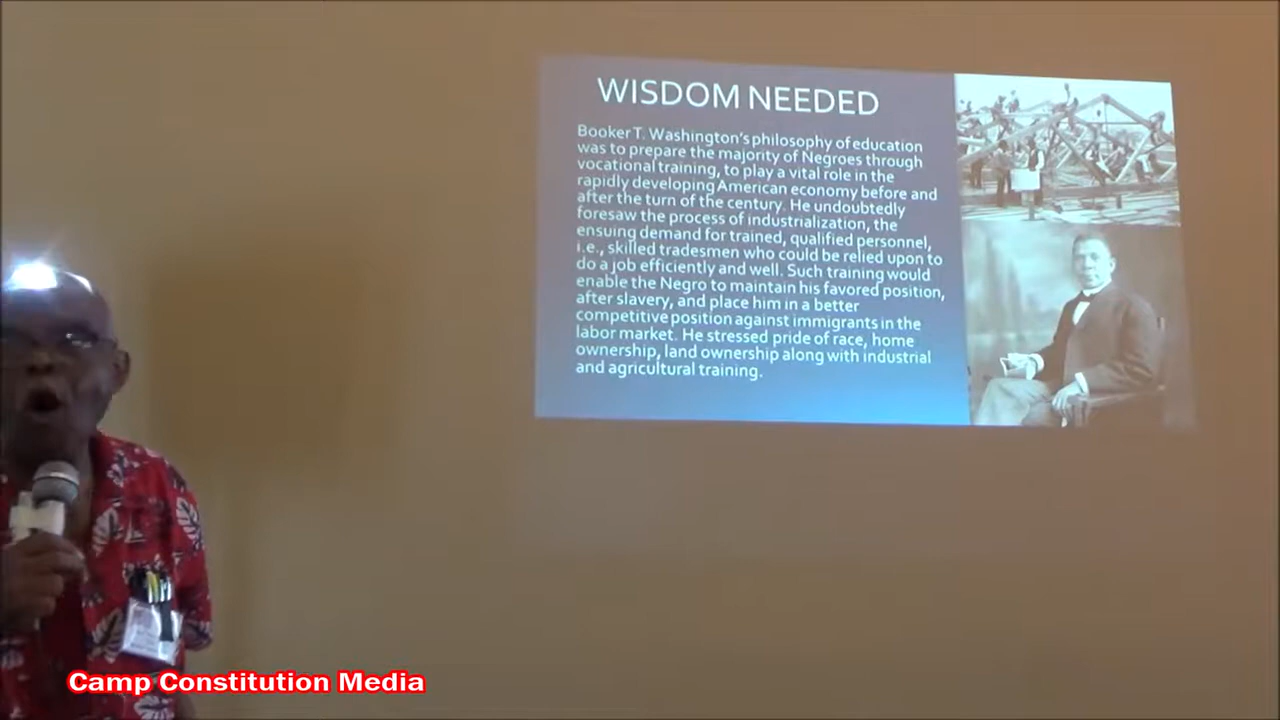 WISDOM NEEDED
Booker T. Washington's philosophy of education
was to prepare the majority of Negroes through
vocational training, to play a vital role in the
rapidly developing American economy before and
after the turn of the century. He undoubtedly
foresaw the process of industrialization, the
ensuing demand for trained, qualified personnel,
i.e., skilled tradesmen who could be relied upon to
do a job efficiently and well. Such training would
enable the Negro to maintain his favored position,
after slavery, and place him in a better
competitive position against immigrants in the
labor market. He stressed pride of race, home
ownership, land ownership along with industrial
and agricultural training.
Camp Constitution Media